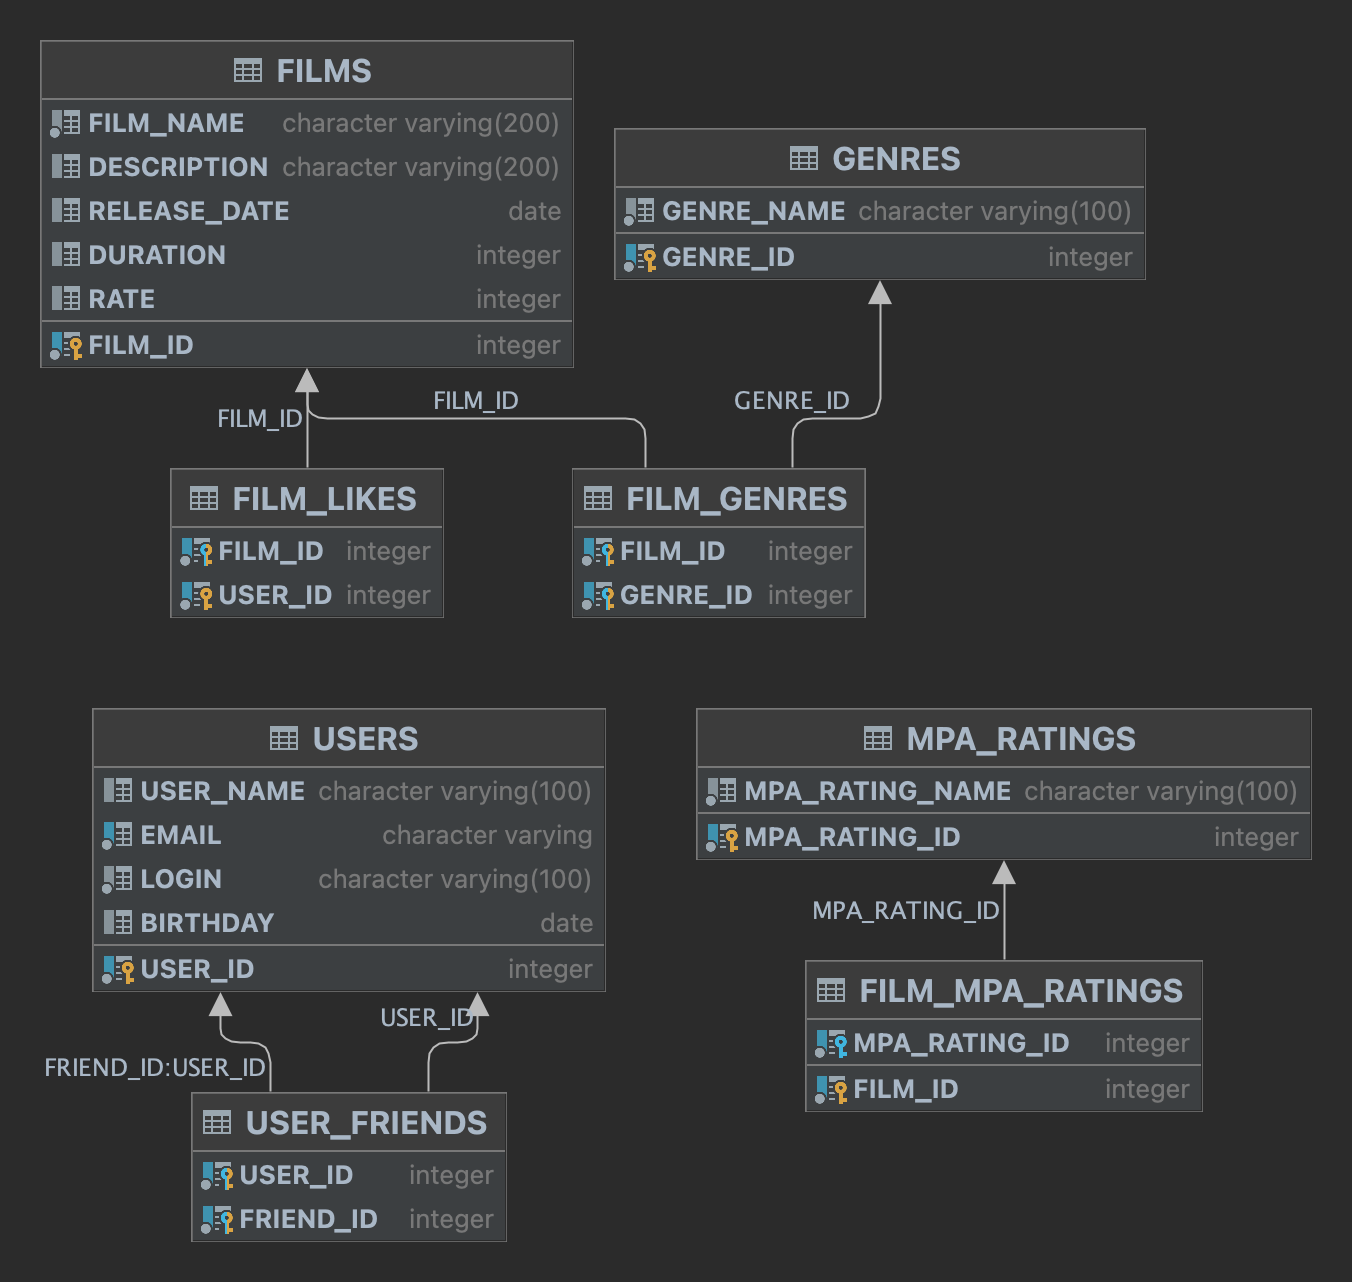 FILMS
FILM_NAME character varying(200)
DESCRIPTION character varying(200)
RELEASE_DATE date
DURATION integer
RATE integer
FILM_ID integer
GENRES
GENRE_NAME character varying(100)
GENRE_ID integer
FILM_ID
FILM_ID
GENRE_ID
FILM_LIKES
FILM_ID integer
USER_ID integer
FILM_GENRES
FILM_ID integer
GENRE_ID integer
USERS
USER_NAME character varying(100)
EMAIL character varying
LOGIN character varying(100)
BIRTHDAY date
USER_ID integer
MPA_RATINGS
MPA_RATING_NAME character varying(100)
MPA_RATING_ID integer
USER_ID
FRIEND_ID:USER_ID
MPA_RATING_ID
USER_FRIENDS
USER_ID integer
FRIEND_ID integer
FILM_MPA_RATINGS
MPA_RATING_ID integer
FILM_ID integer